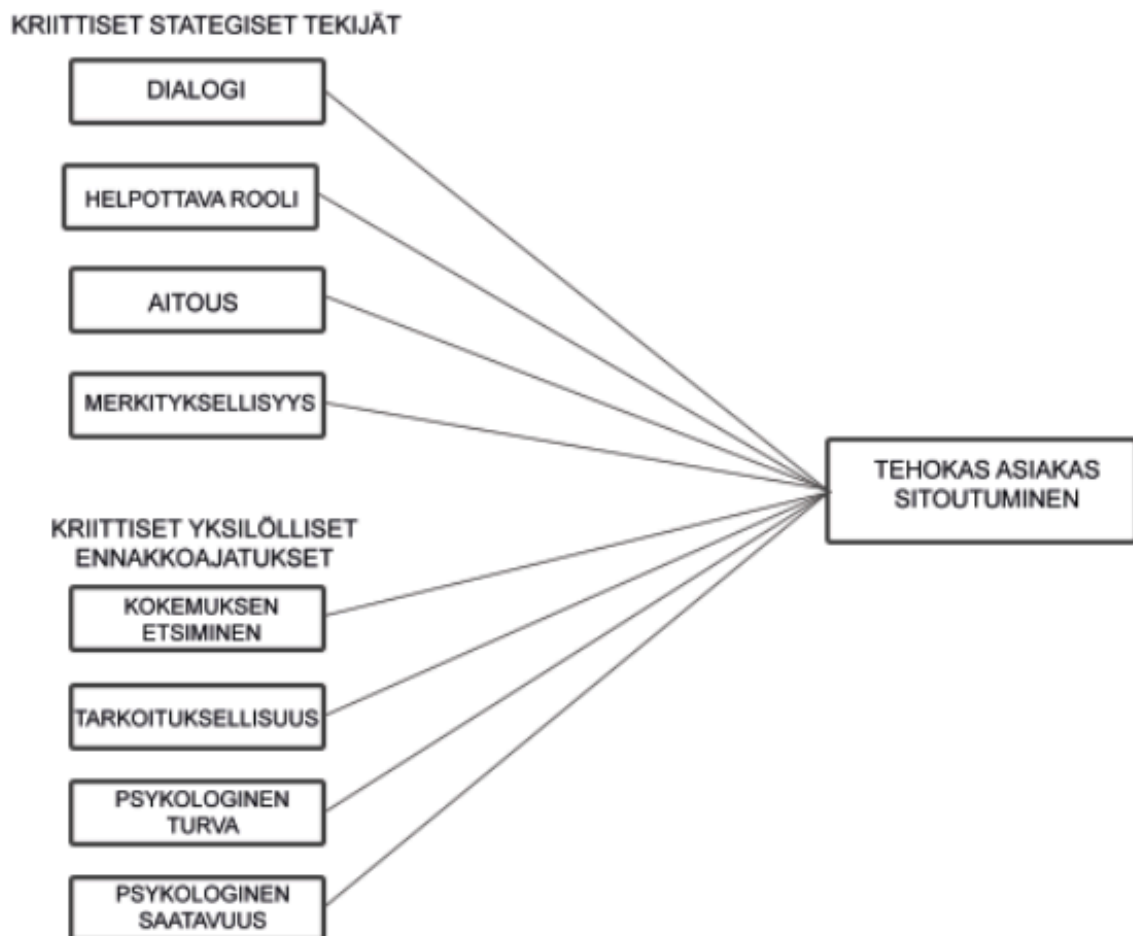 KRIITTISET STATEGISET TEKIJÄT
DIALOGI
HELPOTTAVA ROOLI
AITOUS
MERKITYKSELLISYYS
TEHOKAS ASIAKAS
SITOUTUMINEN
KRIITTISET YKSILÖLLISET
ENNAKKOAJATUKSET
KOKEMUKSEN
ETSIMINEN
TARKOITUKSELLISUUS
PSYKOLOGINEN
TURVA
PSYKOLOGINEN
SAATAVUUS